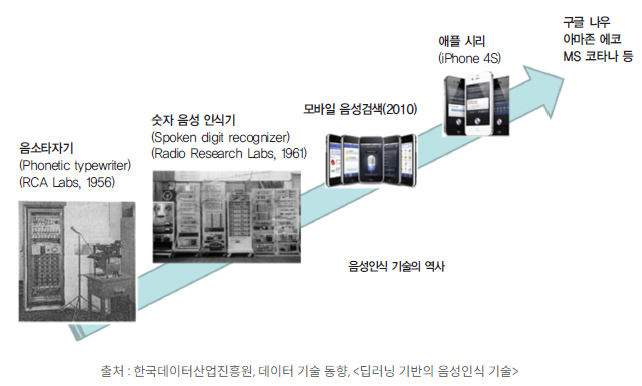 구글 나우
아마존 에코
MS 코타나 등
애플 시리
(iPhone 4S)
모바일 음성검색(2010)
숫자 음성 인식기
(Spoken digit recognizer)
(Radio Research Labs, 1961)
음소타자기
(Phonetic typewriter)
(RCA Labs, 1956)
음성인식 기술의 역사
출처 : 한국데이터산업진흥원, 데이터 기술 동향, <딥러닝 기반의 음성인식 기술>